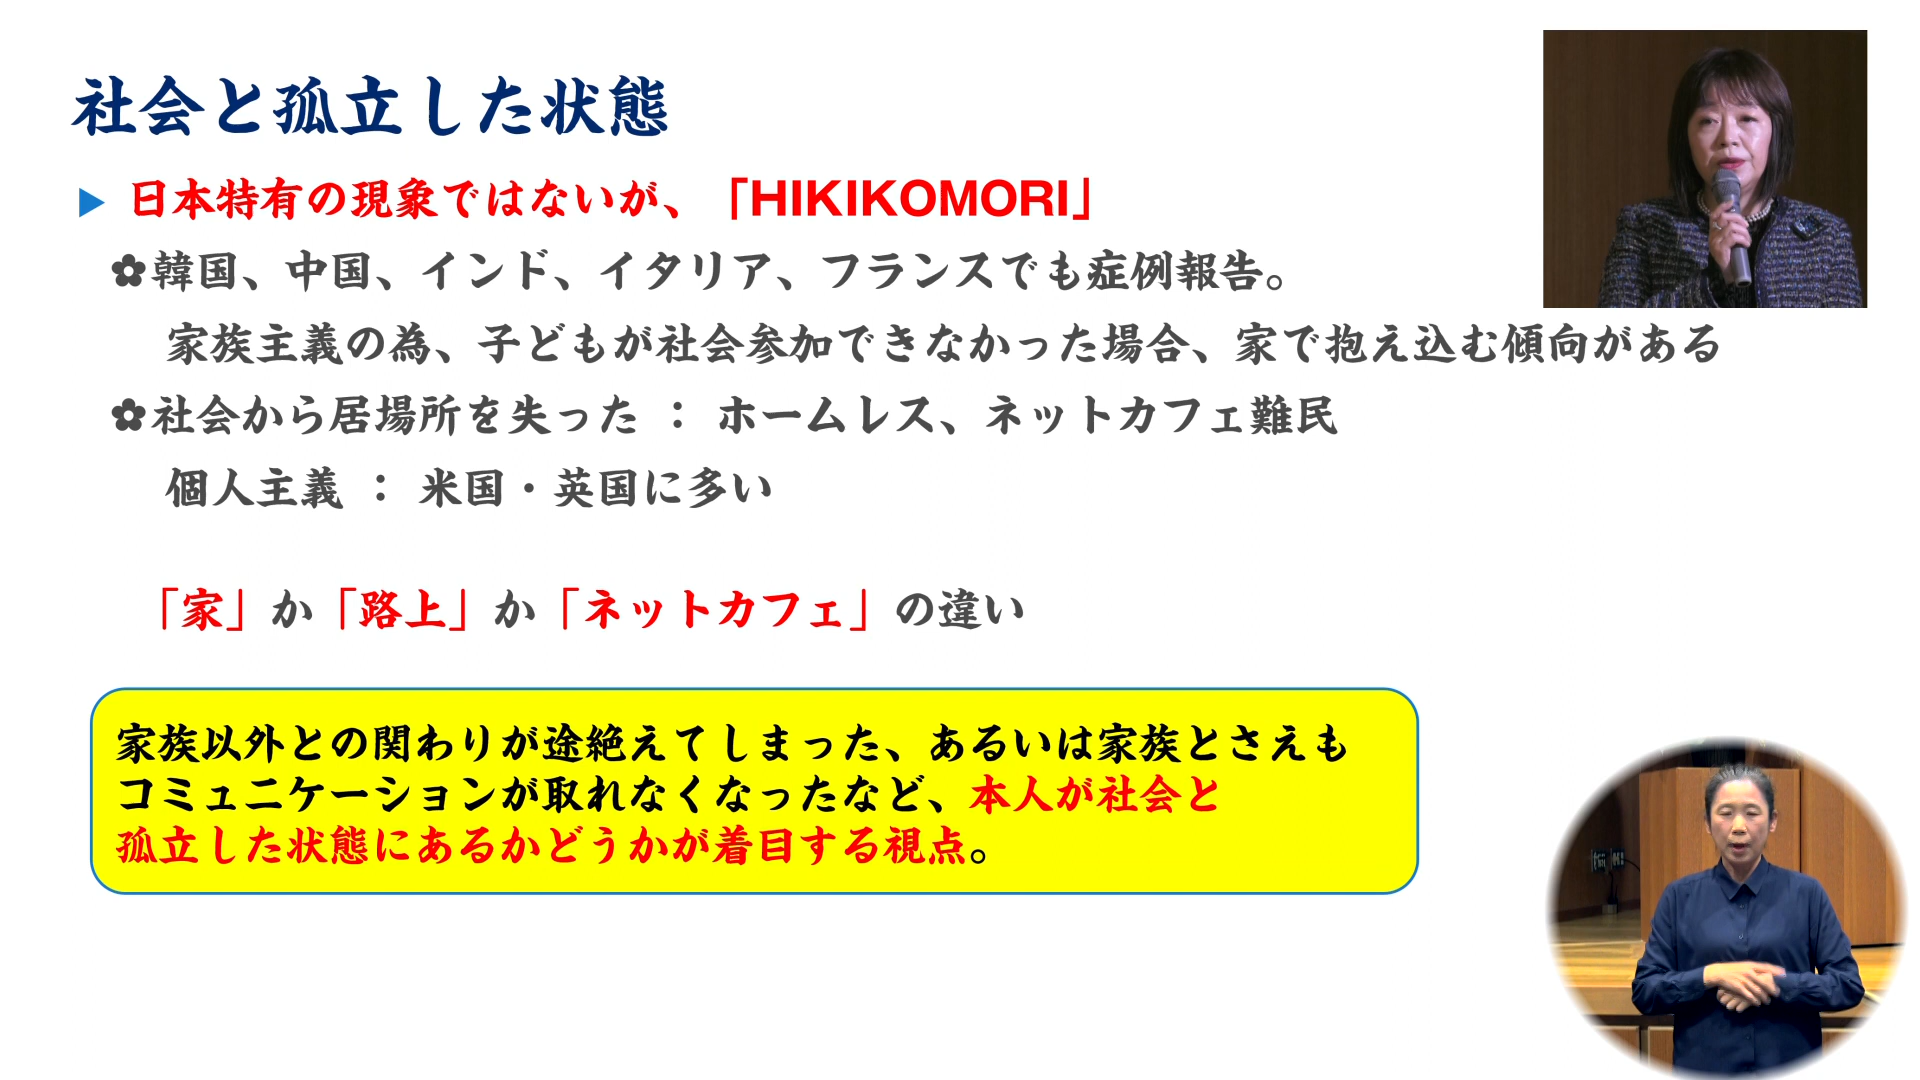 社会と孤立した状態
▶ 日本特有の現象ではないが、「HIKIKOMORI」
✿韓国、中国、インド、イタリア、フランスでも症例報告。
家族主義の為、子どもが社会参加できなかった場合、家で抱え込む傾向がある
✿社会から居場所を失った ： ホームレス、ネットカフェ難民
個人主義 ： 米国・英国に多い
「家」か「路上」か「ネットカフェ」の違い
家族以外との関わりが途絶えてしまった、あるいは家族とさえも
コミュニケーションが取れなくなったなど、本人が社会と
孤立した状態にあるかどうかが着目する視点。